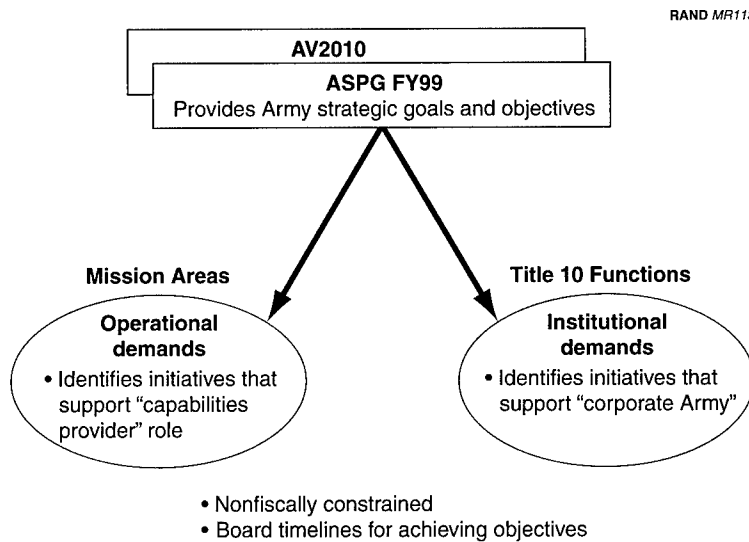 RAND MR113
AV2010
ASPG FY99
Provides Army strategic goals and objectives
Mission Areas
Operational
demands
• Identifies initiatives that
support “capabilities
provider” role
Title 10 Functions
Institutional
demands
• Identifies initiatives that
support “corporate Army”
• Nonfiscally constrained
• Board timelines for achieving objectives